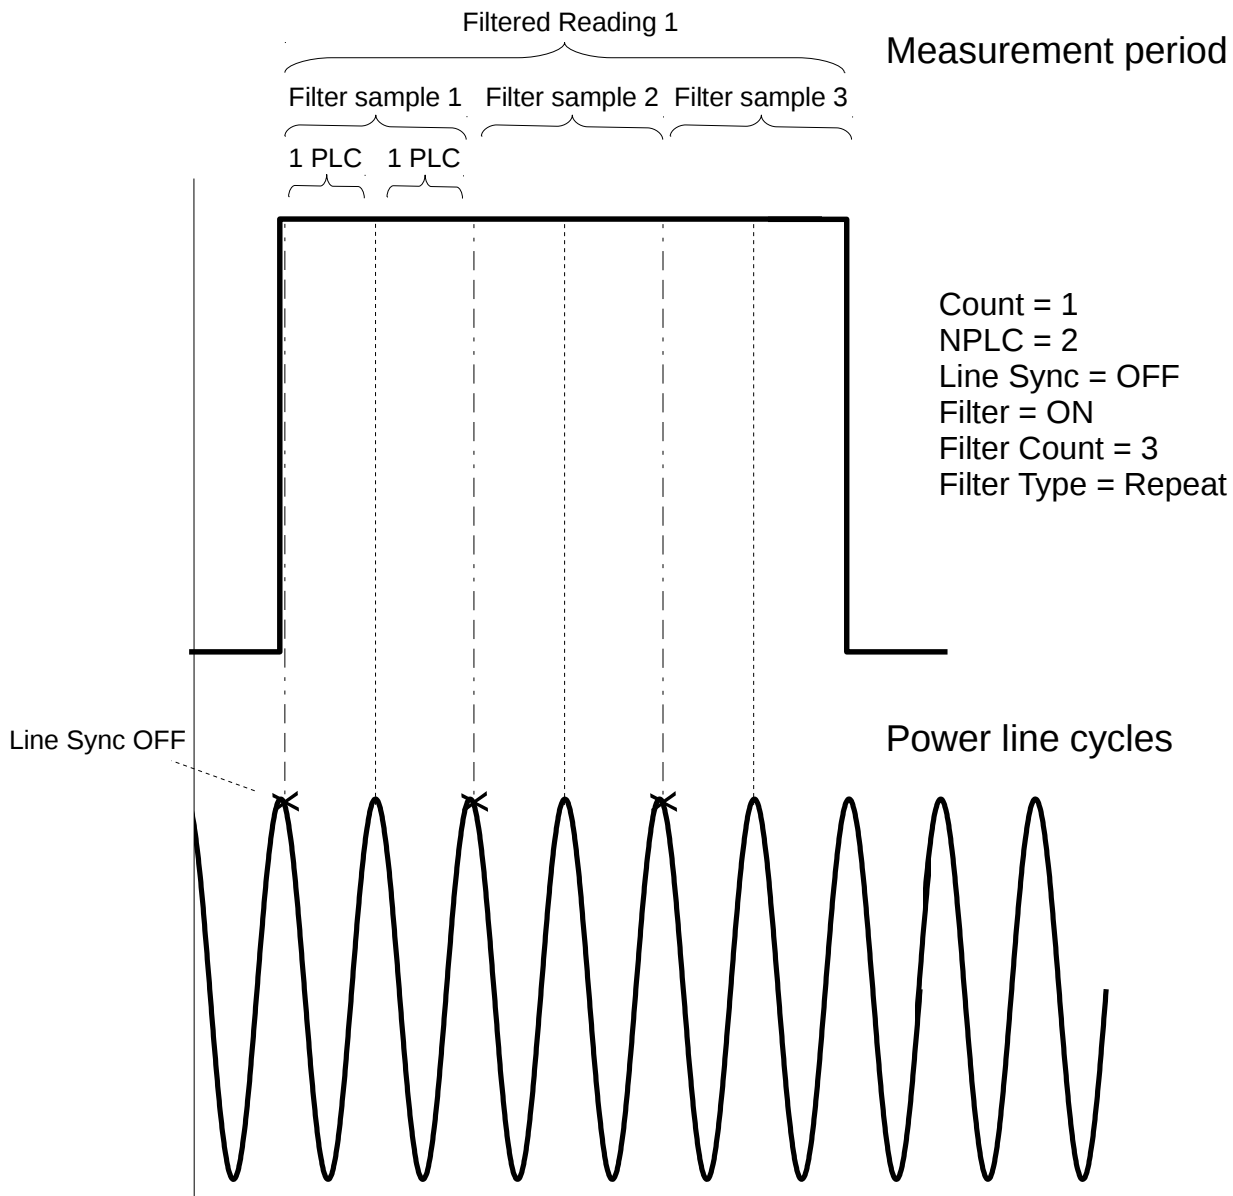 Filtered Reading 1
Measurement period
Filter sample 1 Filter sample 2 Filter sample 3
1 PLC 1 PLC
Count = 1
NPLC = 2
Line Sync = OFF
Filter = ON
Filter Count = 3
Filter Type = Repeat
Line Sync OFF
Power line cycles